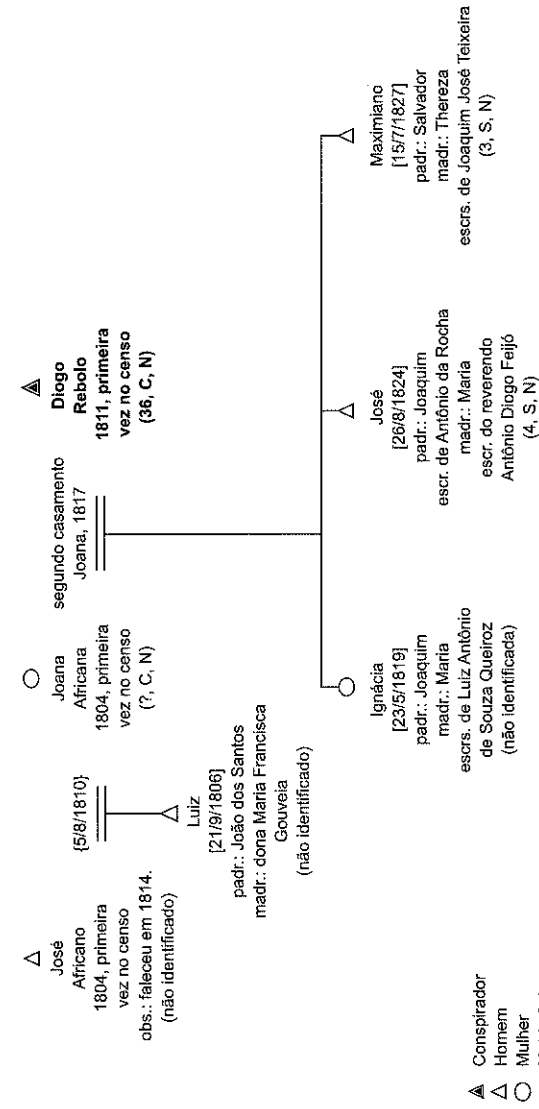 José
Africano
1804, primeira
vez no censo
obs.: faleceu em 1814.
(não identificado)
{5/8/1810}
Luiz
[21/9/1806]
padr.: João dos Santos
madr.: dona Maria Francisca
Gouveia
(não identificado)
Joana
Africana
1804, primeira
vez no censo
(?, C, N)
segundo casamento
Joana, 1817
Diogo
Rebolo
1811, primeira
vez no censo
(36, C, N)
Ignácia
[23/5/1819]
padr.: Joaquim
madr.: Maria
escrs. de Luiz Antônio
de Souza Queiroz
(não identificada)
José
[26/8/1824]
padr.: Joaquim
escr. de Antônio da Rocha
madr.: Maria
escr. do reverendo
Antônio Diogo Feijó
(4, S, N)
Maximiano
[15/7/1827]
padr.: Salvador
madr.: Thereza
escrs. de Joaquim José Teixeira
(3, S, N)
Conspirador
Homem
Mulher